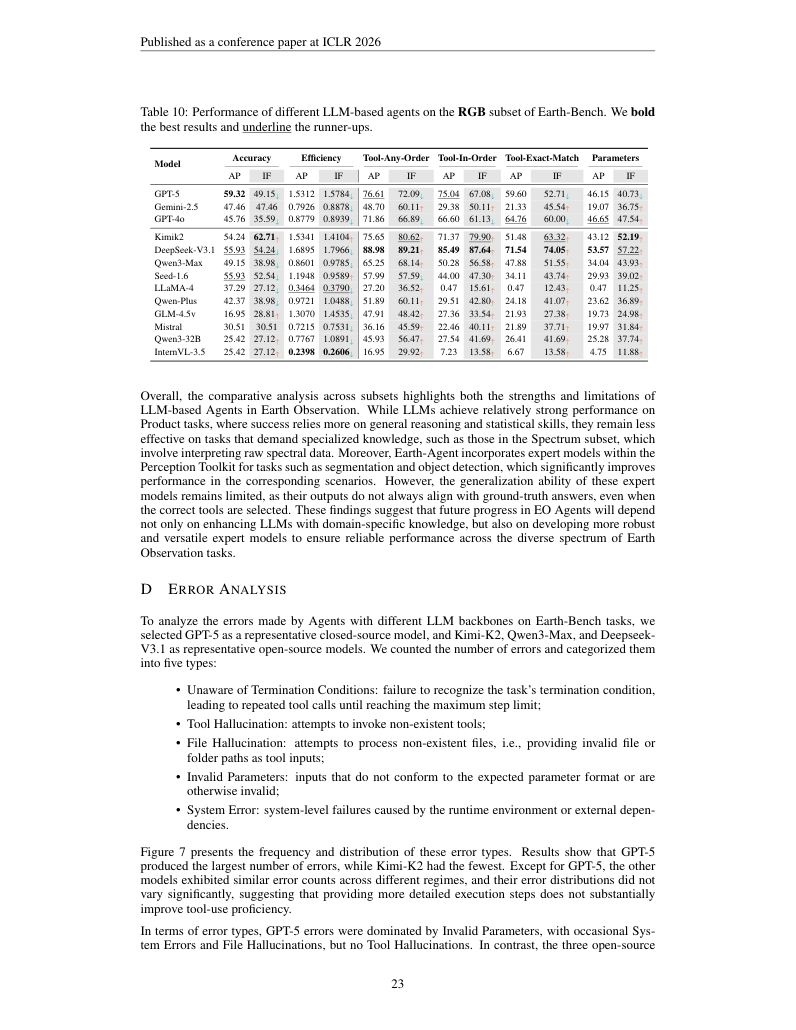 Published as a conference paper at ICLR 2026
Table 10: Performance of different LLM-based agents on the RGB subset of Earth-Bench. We bold
the best results and underline the runner-ups.
Model Accuracy Efficiency Tool-Any-Order Tool-In-Order Tool-Exact-Match Parameters
AP IF AP IF AP IF AP IF AP IF AP IF
GPT-5 59.32 49.15↓ 1.5312 1.5784↓ 76.61 72.09↓ 75.04 67.08↓ 59.60 52.71↓ 46.15 40.73↓
Gemini-2.5 47.46 47.46 0.7926 0.8878↓ 48.70 60.11↑ 29.38 50.11↑ 21.33 45.54↑ 19.07 36.75↑
GPT-4o 45.76 35.59↓ 0.8779 0.8939↓ 71.86 66.89↓ 66.60 61.13↓ 64.76 60.00↓ 46.65 47.54↑
Kimik2 54.24 62.71↑ 1.5341 1.4104↑ 75.65 80.62↑ 71.37 79.90↑ 51.48 63.32↑ 43.12 52.19↑
DeepSeek-V3.1 55.93 54.24↓ 1.6895 1.7966↓ 88.98 89.21↑ 85.49 87.64↑ 71.54 74.05↑ 53.57 57.22↑
Qwen3-Max 49.15 38.98↓ 0.8601 0.9785↓ 65.25 68.14↑ 50.28 56.58↑ 47.88 51.55↑ 34.04 43.93↑
Seed-1.6 55.93 52.54↓ 1.1948 0.9589↑ 57.99 57.59↓ 44.00 47.30↑ 34.11 43.74↑ 29.93 39.02↑
LLaMA-4 37.29 27.12↓ 0.3464 0.3790↓ 27.20 36.52↑ 0.47 15.61↑ 0.47 12.43↑ 0.47 11.25↑
Qwen-Plus 42.37 38.98↓ 0.9721 1.0488↓ 51.89 60.11↑ 29.51 42.80↑ 24.18 41.07↑ 23.62 36.89↑
GLM-4.5v 16.95 28.81↑ 1.3070 1.4535↓ 47.91 48.42↑ 27.36 33.54↑ 21.93 27.38↑ 19.73 24.98↑
Mistral 30.51 30.51 0.7215 0.7531↓ 36.16 45.59↑ 22.46 40.11↑ 21.89 37.71↑ 19.97 31.84↑
Qwen3-32B 25.42 27.12↑ 0.7767 1.0891↓ 45.93 56.47↑ 27.54 41.69↑ 26.41 41.69↑ 25.28 37.74↑
InternVL-3.5 25.42 27.12↑ 0.2398 0.2606↓ 16.95 29.92↑ 7.23 13.58↑ 6.67 13.58↑ 4.75 11.88↑
Overall, the comparative analysis across subsets highlights both the strengths and limitations of
LLM-based Agents in Earth Observation. While LLMs achieve relatively strong performance on
Product tasks, where success relies more on general reasoning and statistical skills, they remain less
effective on tasks that demand specialized knowledge, such as those in the Spectrum subset, which
involve interpreting raw spectral data. Moreover, Earth-Agent incorporates expert models within the
Perception Toolkit for tasks such as segmentation and object detection, which significantly improves
performance in the corresponding scenarios. However, the generalization ability of these expert
models remains limited, as their outputs do not always align with ground-truth answers, even when
the correct tools are selected. These findings suggest that future progress in EO Agents will depend
not only on enhancing LLMs with domain-specific knowledge, but also on developing more robust
and versatile expert models to ensure reliable performance across the diverse spectrum of Earth
Observation tasks.
D ERROR ANALYSIS
To analyze the errors made by Agents with different LLM backbones on Earth-Bench tasks, we
selected GPT-5 as a representative closed-source model, and Kimi-K2, Qwen3-Max, and Deepseek-
V3.1 as representative open-source models. We counted the number of errors and categorized them
into five types:
• Unaware of Termination Conditions: failure to recognize the task's termination condition,
leading to repeated tool calls until reaching the maximum step limit;
• Tool Hallucination: attempts to invoke non-existent tools;
• File Hallucination: attempts to process non-existent files, i.e., providing invalid file or
folder paths as tool inputs;
• Invalid Parameters: inputs that do not conform to the expected parameter format or are
otherwise invalid;
• System Error: system-level failures caused by the runtime environment or external depen-
dencies.
Figure 7 presents the frequency and distribution of these error types. Results show that GPT-5
produced the largest number of errors, while Kimi-K2 had the fewest. Except for GPT-5, the other
models exhibited similar error counts across different regimes, and their error distributions did not
vary significantly, suggesting that providing more detailed execution steps does not substantially
improve tool-use proficiency.
In terms of error types, GPT-5 errors were dominated by Invalid Parameters, with occasional Sys-
tem Errors and File Hallucinations, but no Tool Hallucinations. In contrast, the three open-source
23